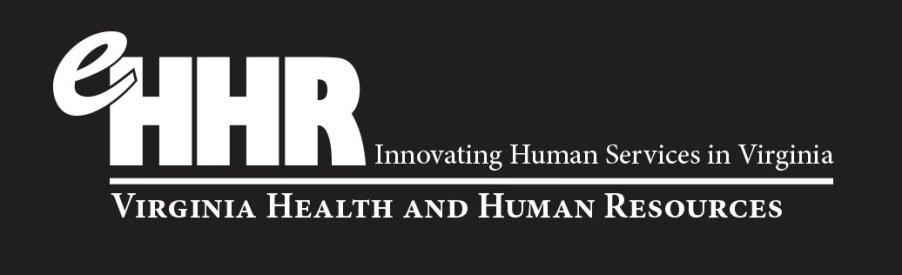 eHHR
Innovating Human Services in Virginia
VIRGINIA HEALTH AND HUMAN RESOURCES